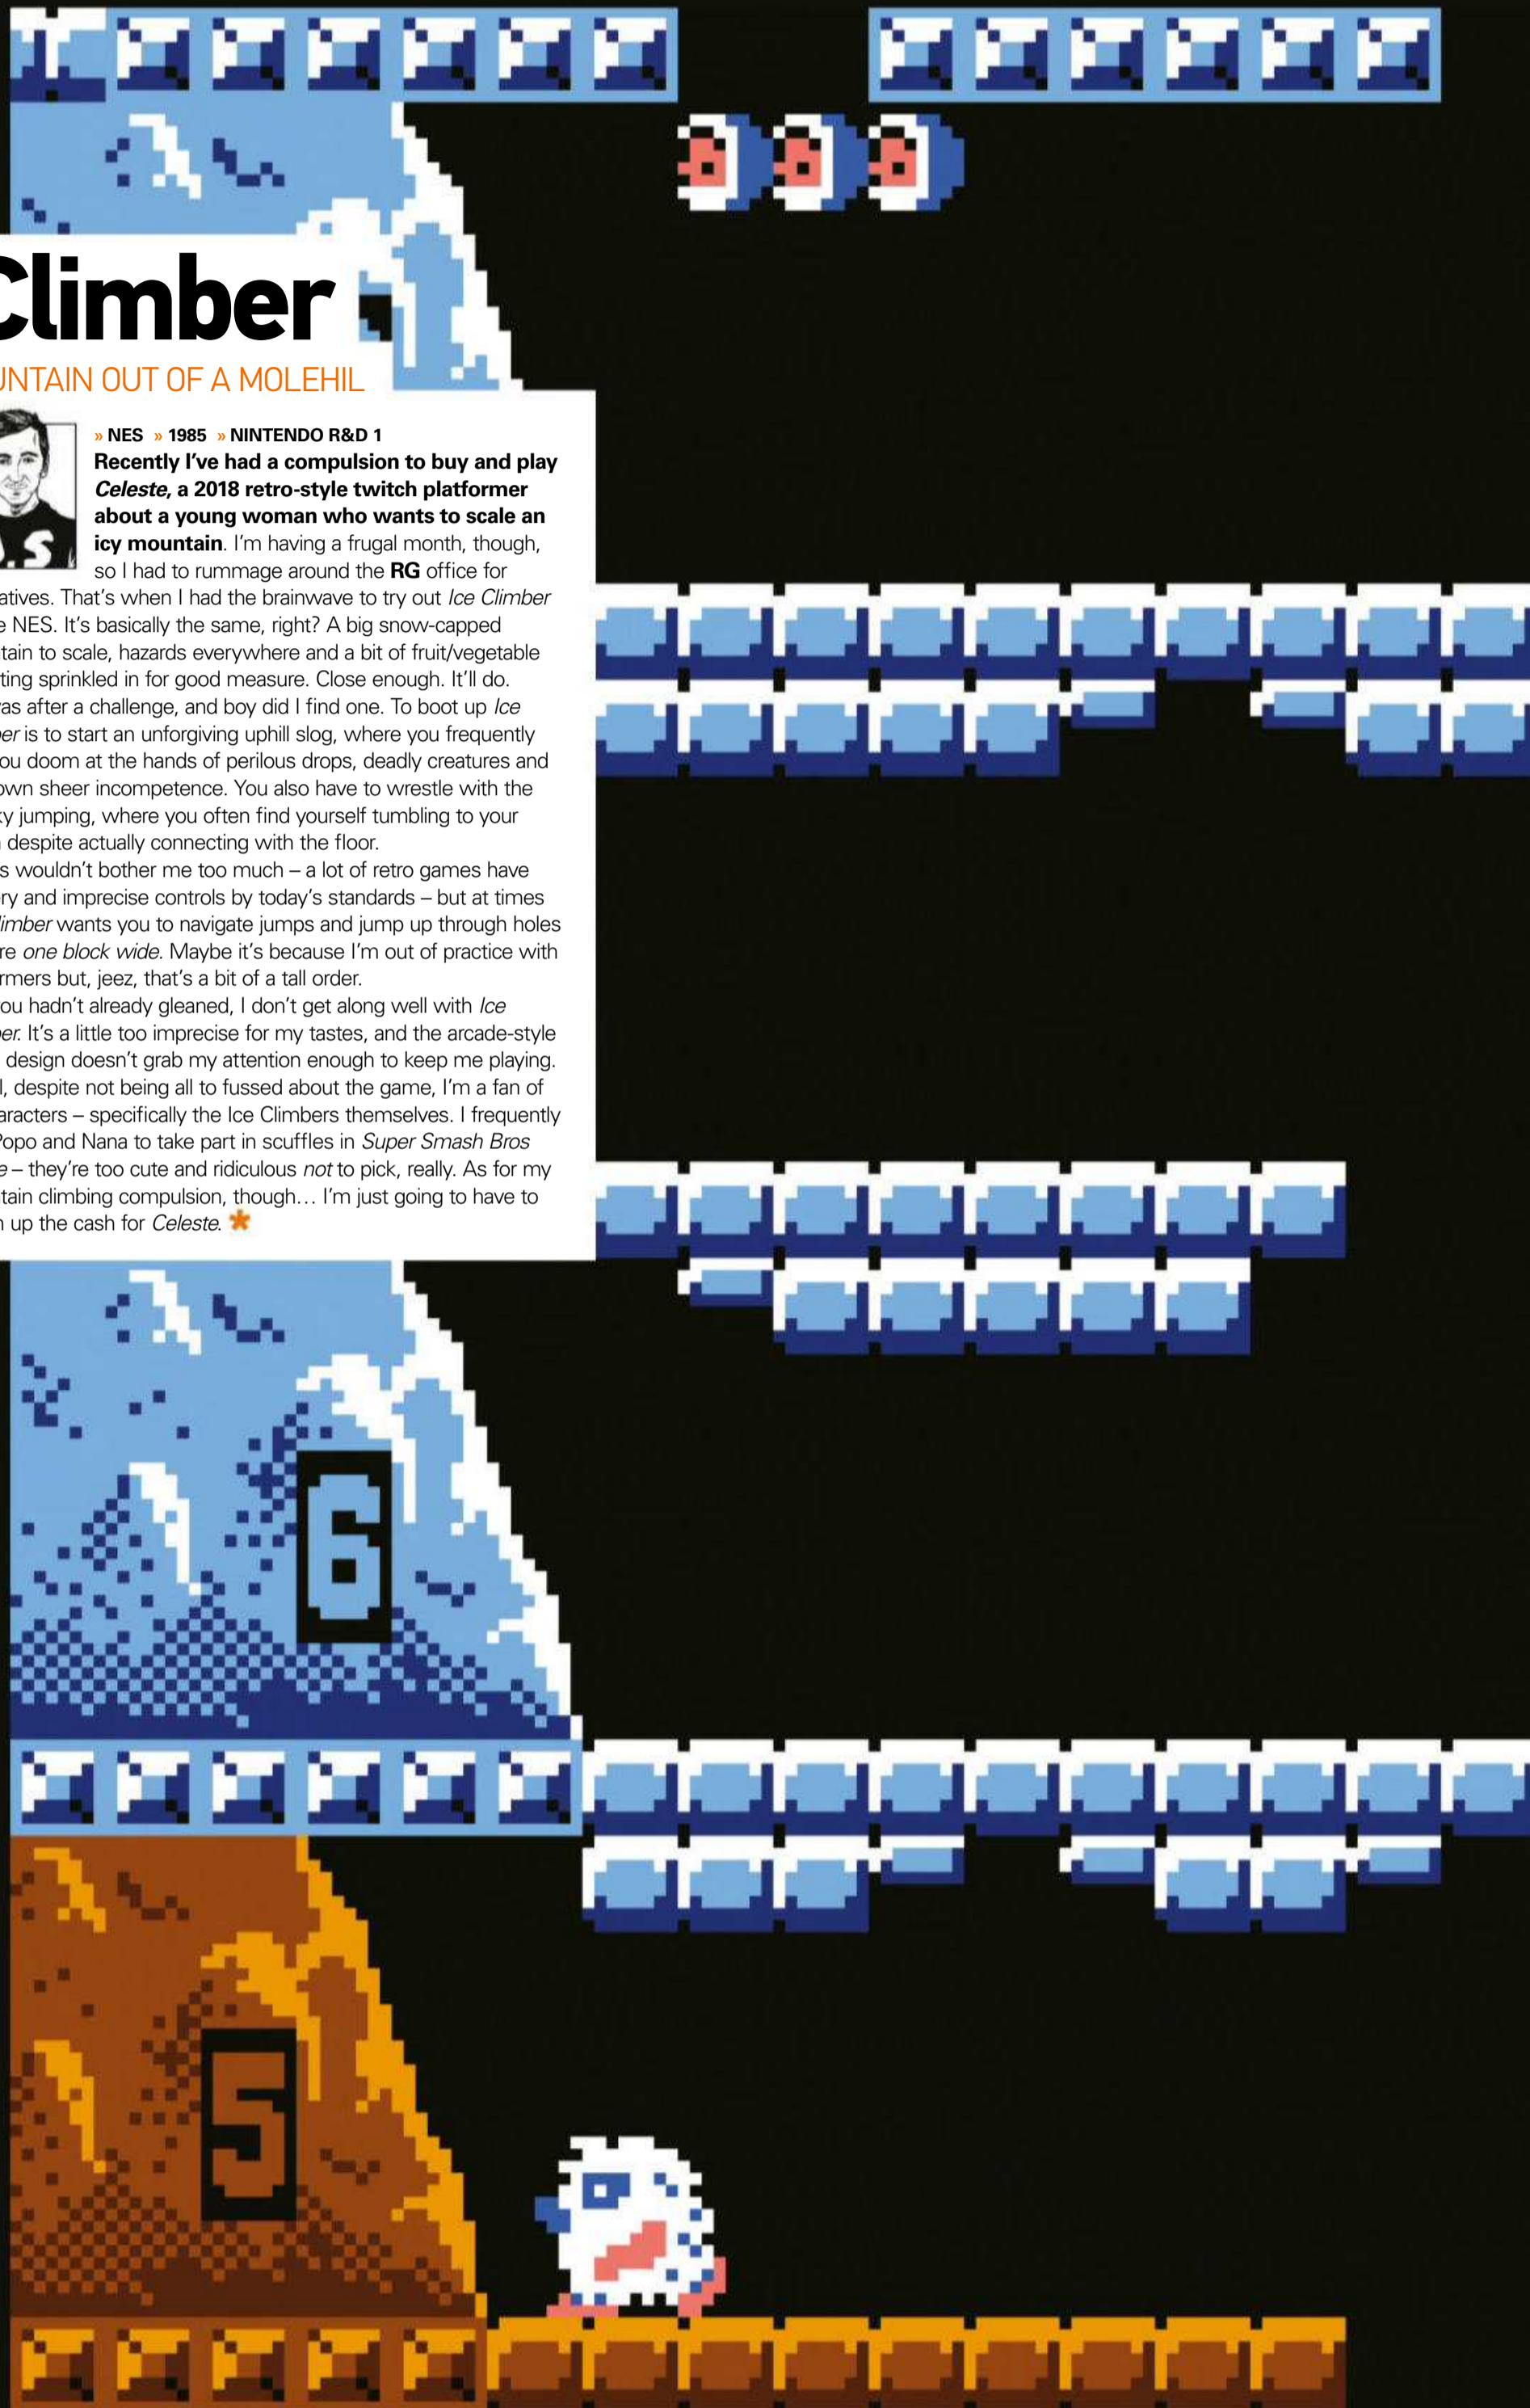 Climber
UNTAIN OUT OF A MOLEHIL
» NES » 1985 » NINTENDO R&D 1
Recently I've had a compulsion to buy and play
Celeste, a 2018 retro-style twitch platformer
about a young woman who wants to scale an
icy mountain. I'm having a frugal month, though,
so I had to rummage around the RG office for
atives. That's when I had the brainwave to try out Ice Climber
e NES. It's basically the same, right? A big snow-capped
tain to scale, hazards everywhere and a bit of fruit/vegetable
ting sprinkled in for good measure. Close enough. It'll do.
as after a challenge, and boy did I find one. To boot up Ice
er is to start an unforgiving uphill slog, where you frequently
ou doom at the hands of perilous drops, deadly creatures and
own sheer incompetence. You also have to wrestle with the
ky jumping, where you often find yourself tumbling to your
despite actually connecting with the floor.
s wouldn't bother me too much – a lot of retro games have
ry and imprecise controls by today's standards – but at times
limber wants you to navigate jumps and jump up through holes
re one block wide. Maybe it's because I'm out of practice with
rmers but, jeez, that's a bit of a tall order.
ou hadn't already gleaned, I don't get along well with Ice
er. It's a little too imprecise for my tastes, and the arcade-style
design doesn't grab my attention enough to keep me playing.
l, despite not being all to fussed about the game, I'm a fan of
aracters – specifically the Ice Climbers themselves. I frequently
Popo and Nana to take part in scuffles in Super Smash Bros
e – they're too cute and ridiculous not to pick, really. As for my
tain climbing compulsion, though… I'm just going to have to
n up the cash for Celeste.
6
5